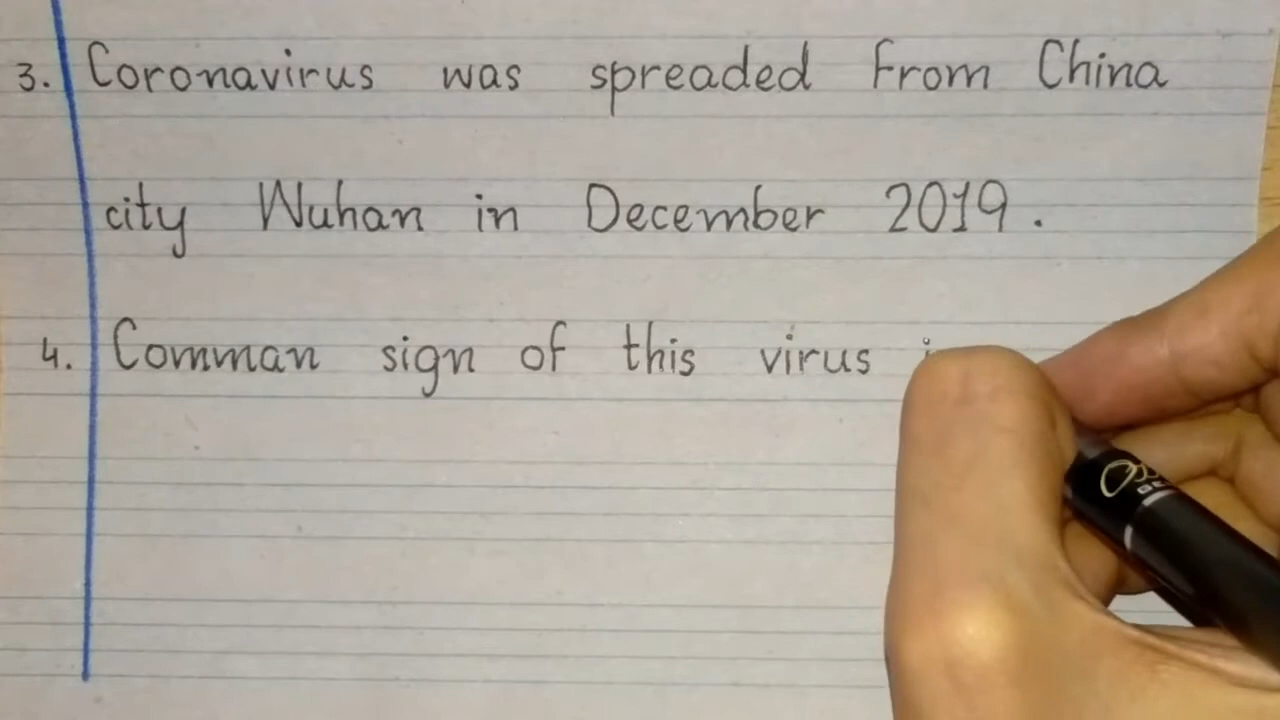 3. Coronavirus was spreaded From China
city Wuhan in December 2019.
4. Comman sign of this virus